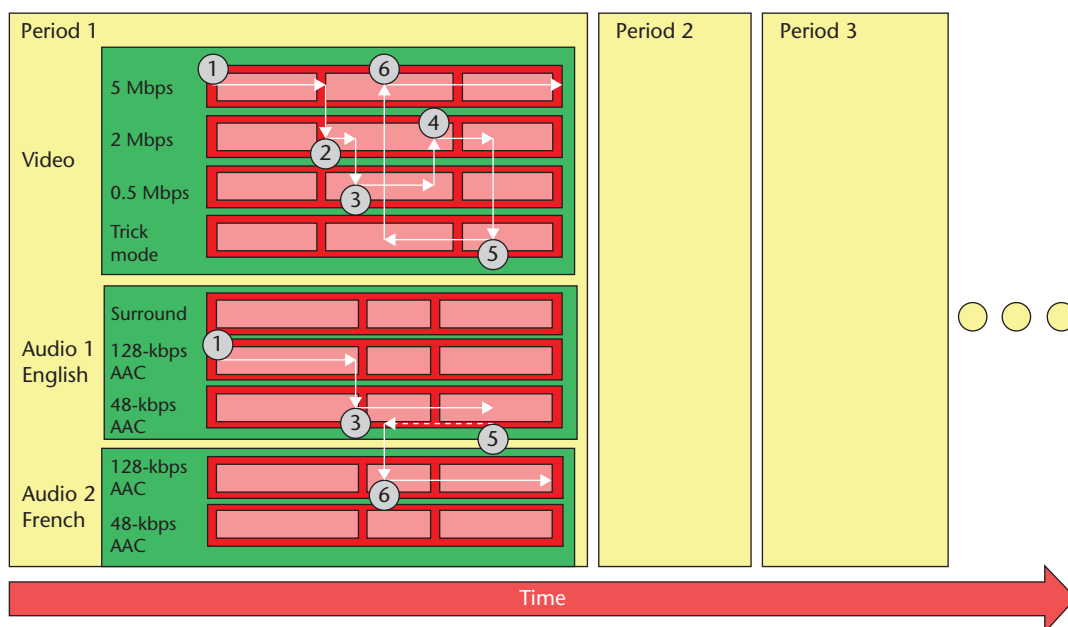 Period 1
Period 2
Period 3
Video
5 Mbps
1
6
2 Mbps
2
4
0.5 Mbps
3
Trick
mode
5
Audio 1
English
Surround
1
128-kbps
AAC
48-kbps
AAC
3
5
Audio 2
French
128-kbps
AAC
6
48-kbps
AAC
Time